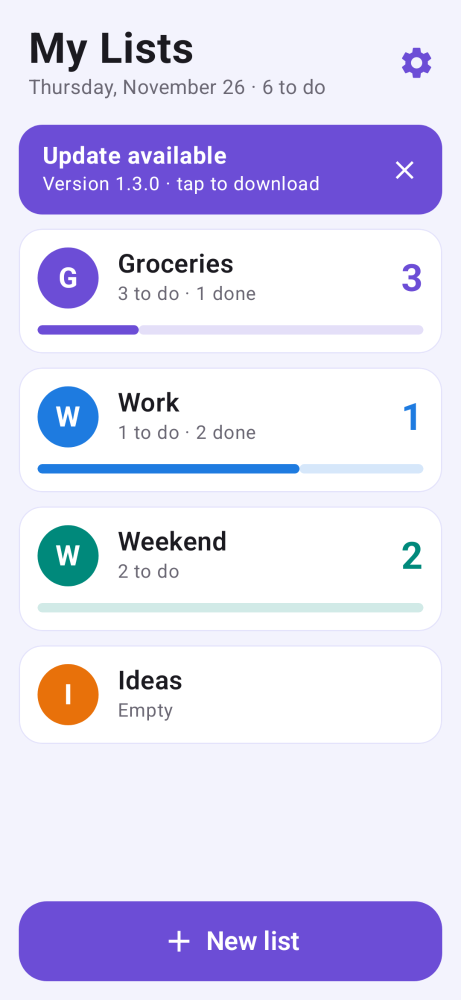 My Lists
Thursday, November 26 · 6 to do
Update available
Version 1.3.0 · tap to download
G
Groceries
3 to do · 1 done
3
W
Work
1 to do · 2 done
1
W
Weekend
2 to do
2
I
Ideas
Empty
New list